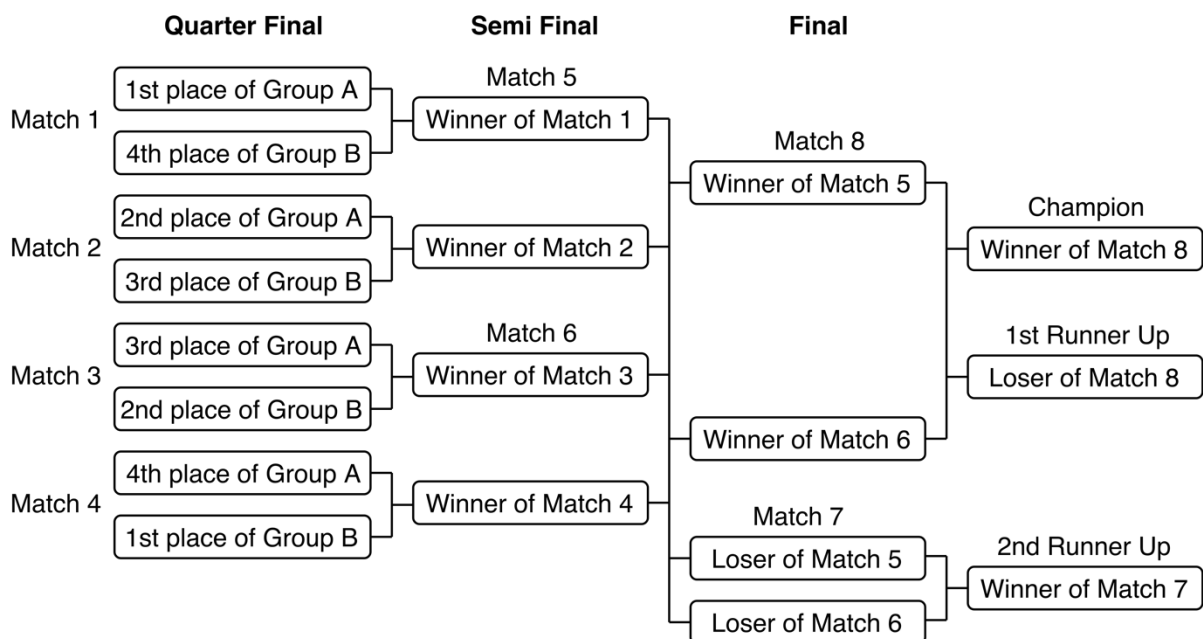 Quarter Final
Semi Final
Final
Match 1
1st place of Group A
4th place of Group B
Match 2
2nd place of Group A
3rd place of Group B
Match 3
3rd place of Group A
2nd place of Group B
Match 4
4th place of Group A
1st place of Group B
Match 5
Winner of Match 1
Winner of Match 2
Match 6
Winner of Match 3
Winner of Match 4
Match 8
Winner of Match 5
Winner of Match 6
Match 7
Loser of Match 5
Loser of Match 6
Champion
Winner of Match 8
1st Runner Up
Loser of Match 8
2nd Runner Up
Winner of Match 7